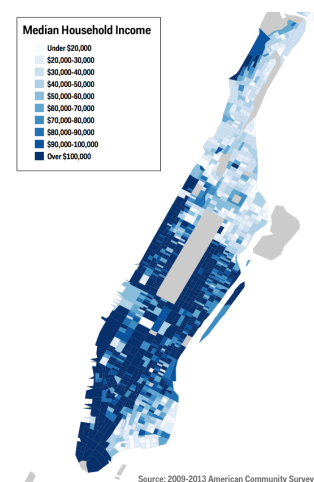 Median Household Income
Under $20,000
$20,000-30,000
$30,000-40,000
$40,000-50,000
$50,000-60,000
$60,000-70,000
$70,000-80,000
$80,000-90,000
$90,000-100,000
Over $100,000
Source: 2009-2013 American Community Survey